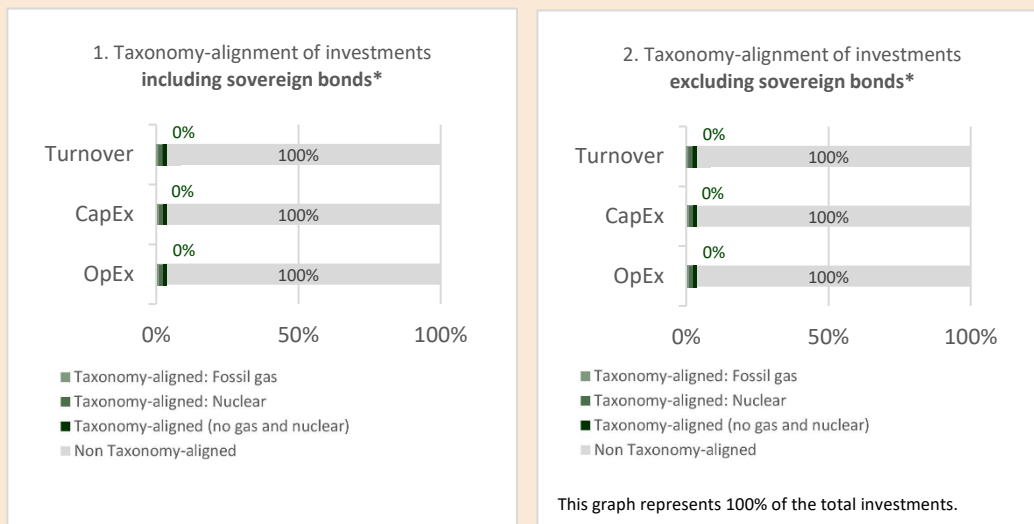 1. Taxonomy-alignment of investments
including sovereign bonds*
0%
Turnover
100%
0%
CapEx
100%
0%
OpEx
100%
0% 50% 100%
Taxonomy-aligned: Fossil gas
Taxonomy-aligned: Nuclear
Taxonomy-aligned (no gas and nuclear)
Non Taxonomy-aligned
2. Taxonomy-alignment of investments
excluding sovereign bonds*
0%
Turnover
100%
0%
CapEx
100%
0%
OpEx
100%
0% 50% 100%
Taxonomy-aligned: Fossil gas
Taxonomy-aligned: Nuclear
Taxonomy-aligned (no gas and nuclear)
Non Taxonomy-aligned
This graph represents 100% of the total investments.